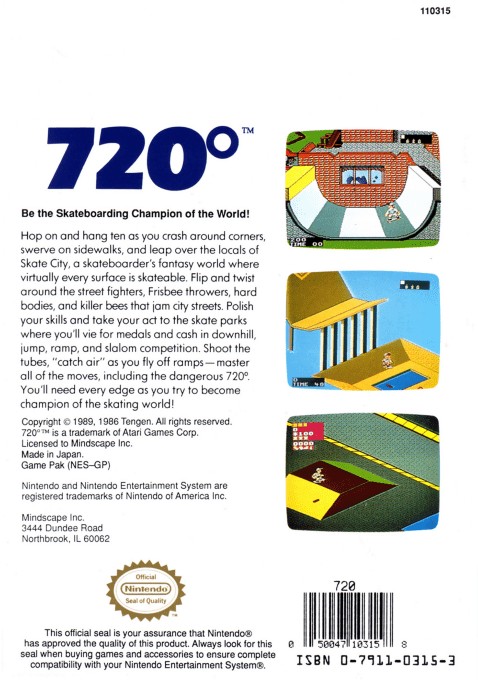 110315
720°™
Be the Skateboarding Champion of the World!
Hop on and hang ten as you crash around corners,
swerve on sidewalks, and leap over the locals of
Skate City, a skateboarder's fantasy world where
virtually every surface is skateable. Flip and twist
around the street fighters, Frisbee throwers, hard
bodies, and killer bees that jam city streets. Polish
your skills and take your act to the skate parks
where you'll vie for medals and cash in downhill,
jump, ramp, and slalom competition. Shoot the
tubes, "catch air" as you fly off ramps—master
all of the moves, including the dangerous 720°.
You'll need every edge as you try to become
champion of the skating world!
Copyright © 1989, 1986 Tengen. All rights reserved.
720°™ is a trademark of Atari Games Corp.
Licensed to Mindscape Inc.
Made in Japan.
Game Pak (NES-GP)
Nintendo and Nintendo Entertainment System are
registered trademarks of Nintendo of America Inc.
Mindscape Inc.
3444 Dundee Road
Northbrook, IL 60062
Official
Nintendo
Seal of Quality
™
This official seal is your assurance that Nintendo®
has approved the quality of this product. Always look for this
seal when buying games and accessories to ensure complete
compatibility with your Nintendo Entertainment System®.
200
TIME 00
0
TIME 48
720
0 50047 10315 8
ISBN 0-7911-0315-3